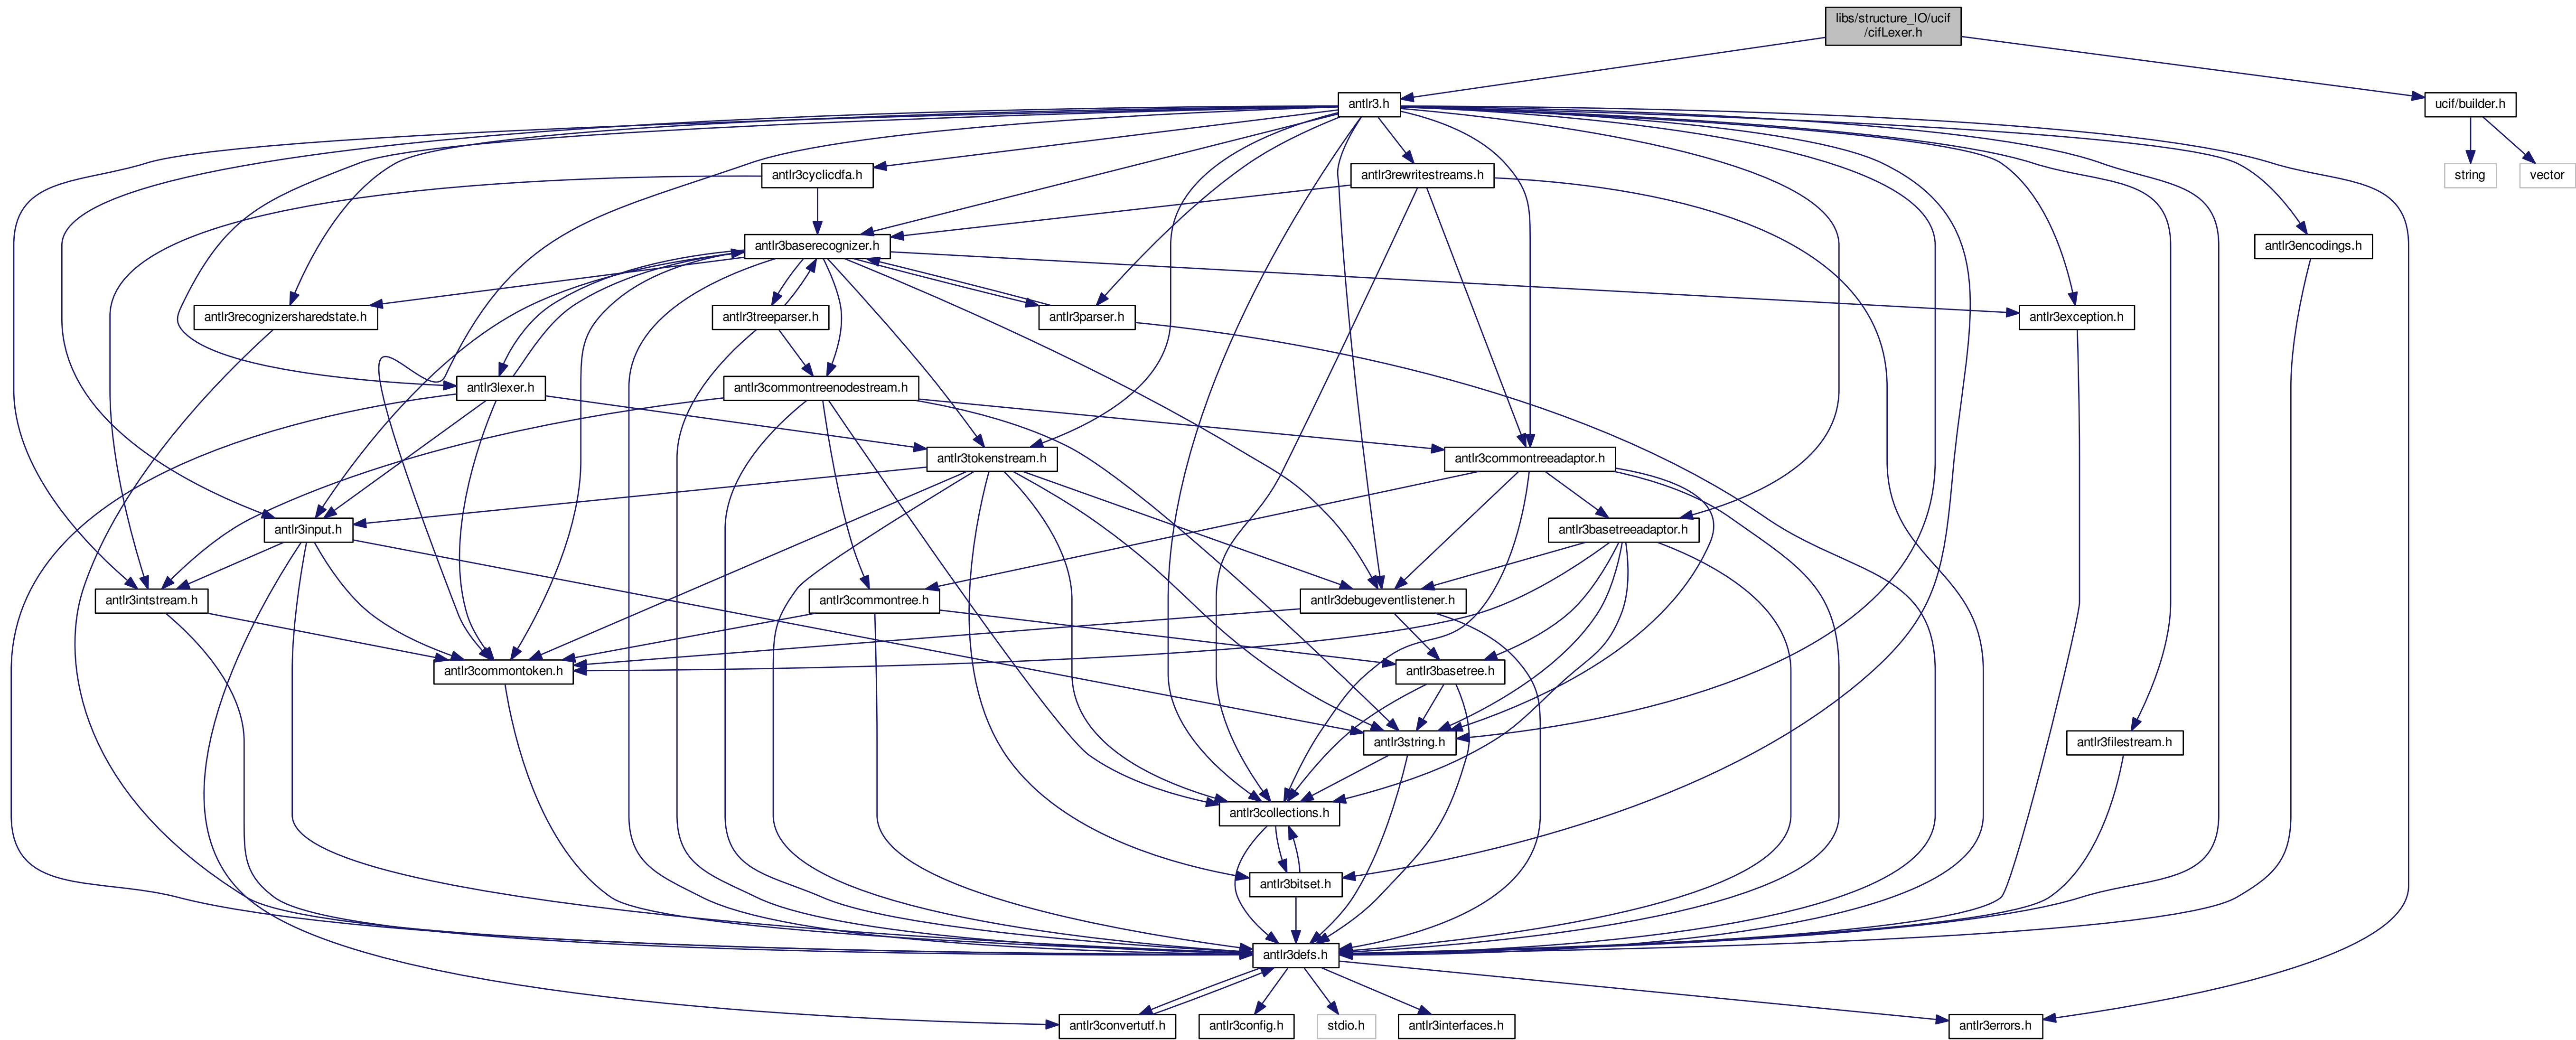 libs/structure_IO/ucif
/cifLexer.h
antlr3.h
ucif/builder.h
antlr3cyclicdfa.h
antlr3rewritestreams.h
string
vector
antlr3baserecognizer.h
antlr3encodings.h
antlr3recognizersharedstate.h
antlr3treeparser.h
antlr3parser.h
antlr3exception.h
antlr3lexer.h
antlr3commontreenodestream.h
antlr3tokenstream.h
antlr3commontreeadaptor.h
antlr3input.h
antlr3basetreeadaptor.h
antlr3intstream.h
antlr3commontree.h
antlr3debugeventlistener.h
antlr3commontoken.h
antlr3basetree.h
antlr3string.h
antlr3filestream.h
antlr3collections.h
antlr3bitset.h
antlr3defs.h
antlr3convertutf.h
antlr3config.h
stdio.h
antlr3interfaces.h
antlr3errors.h